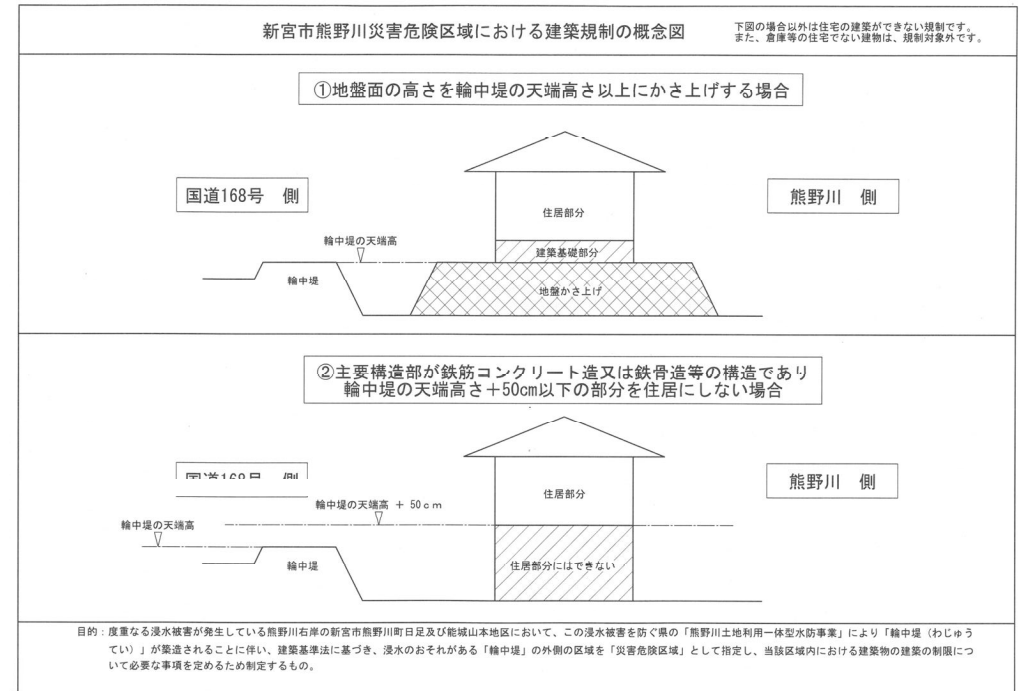 新宮市熊野川災害危険区域における建築規制の概念図
下図の場合以外は住宅の建築ができない規制です。
また、倉庫等の住宅でない建物は、規制対象外です。
①地盤面の高さを輪中堤の天端高さ以上にかさ上げする場合
国道168号　側
熊野川　側
住居部分
輪中堤の天端高
建築基礎部分
輪中堤
地盤かさ上げ
②主要構造部が鉄筋コンクリート造又は鉄骨造等の構造であり
輪中堤の天端高さ＋50cm以下の部分を住居にしない場合
国道168号　側
熊野川　側
住居部分
輪中堤の天端高 + 50cm
輪中堤の天端高
輪中堤
住居部分にはできない
目的：度重なる浸水被害が発生している熊野川右岸の新宮市熊野川町日足及び能城山本地区において、この浸水被害を防ぐ県の「熊野川土地利用一体型水防事業」により「輪中堤（わじゅう
てい）」が築造されることに伴い、建築基準法に基づき、浸水のおそれがある「輪中堤」の外側の区域を「災害危険区域」として指定し、当該区域内における建築物の建築の制限につ
いて必要な事項を定めるため制定するもの。